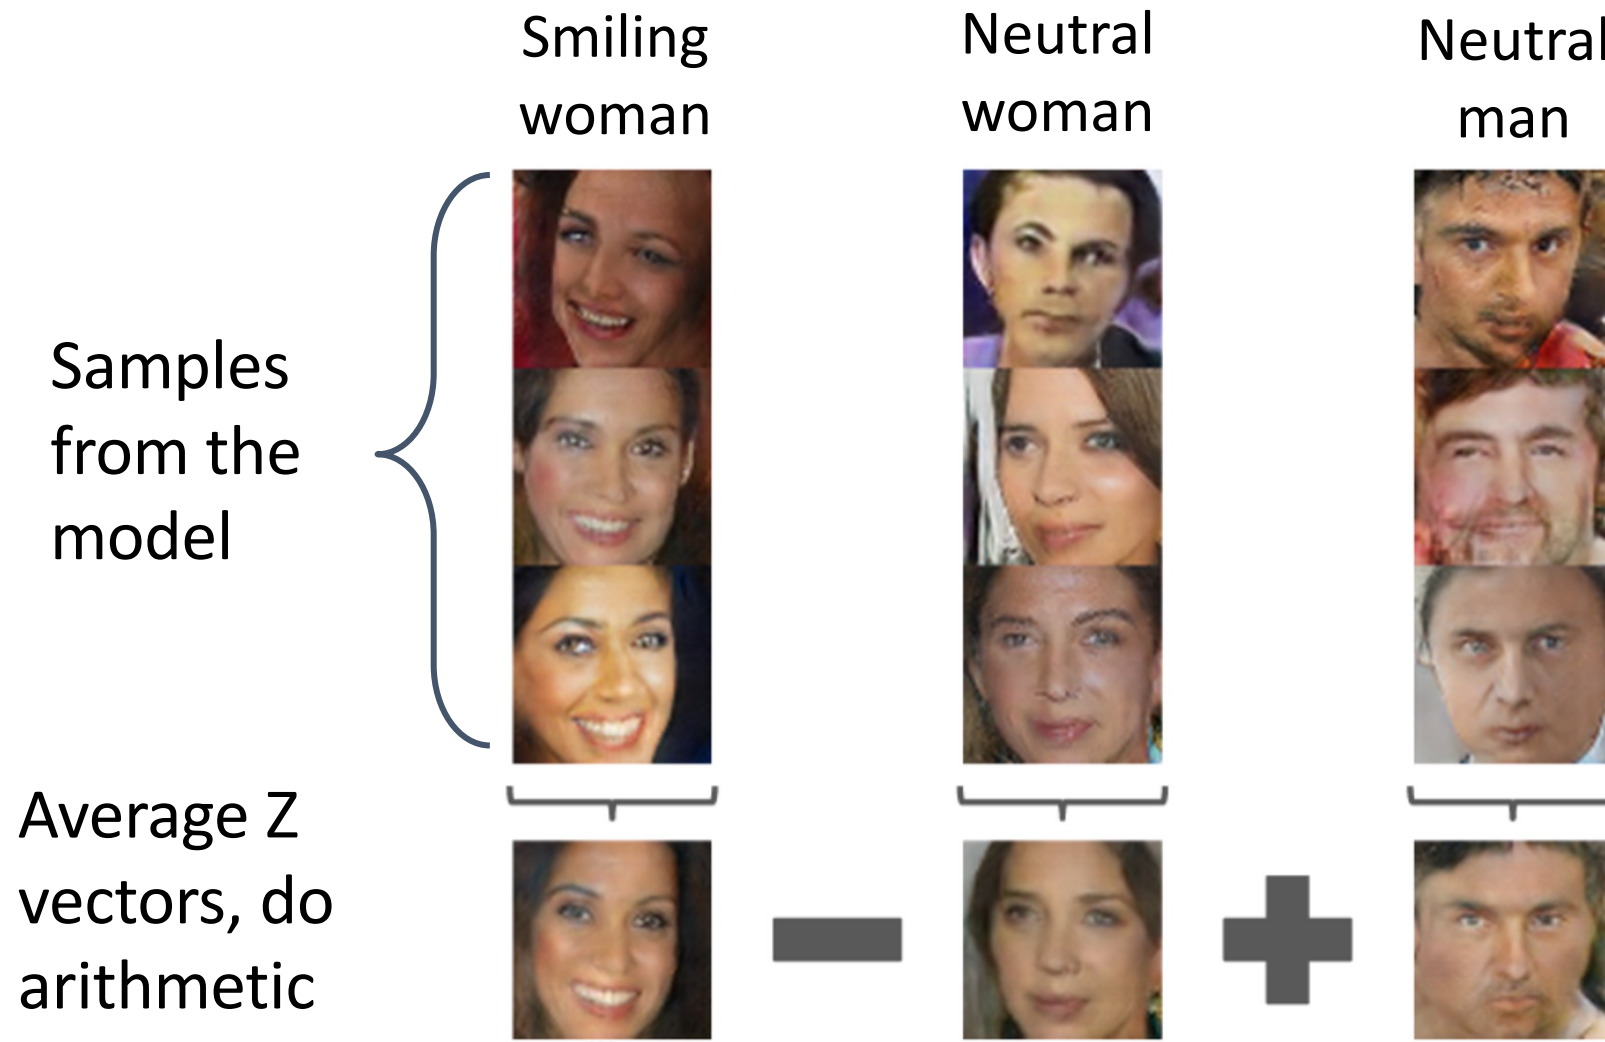 Smiling
woman
Neutral
woman
Neutral
man
Samples
from the
model
Average Z
vectors, do
arithmetic